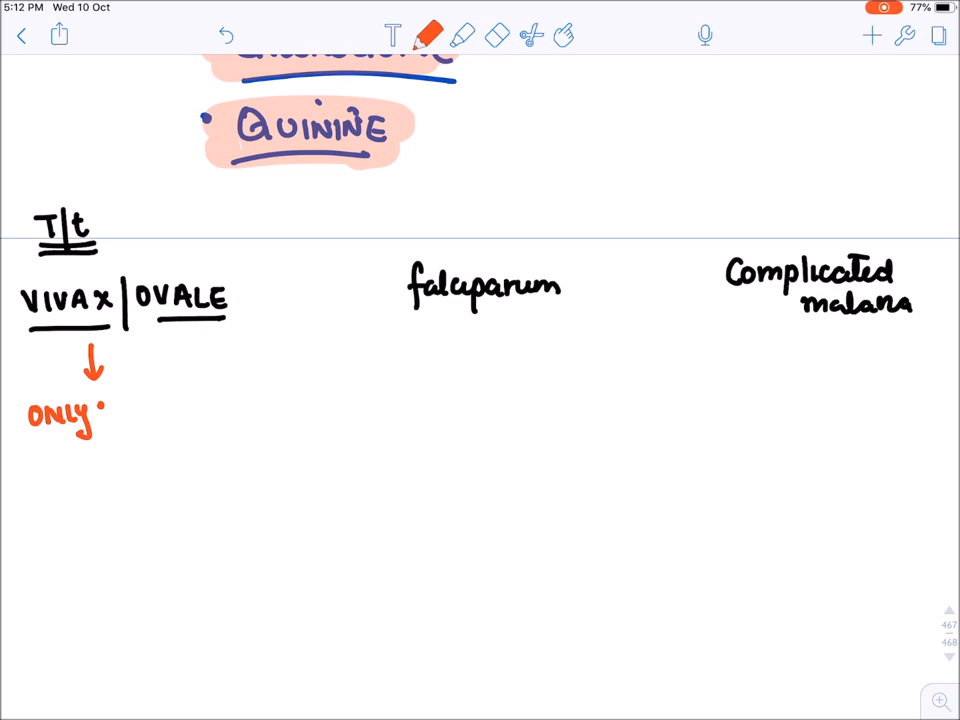 5:12 PM Wed 10 Oct
77%
T
• QUININE
T/t
VIVAX | OVALE
falciparum
Complicated
malaria
ONLY
467
468